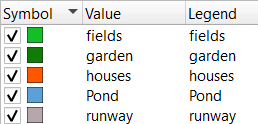 Symbol Value Legend
fields fields
garden garden
houses houses
Pond Pond
runway runway